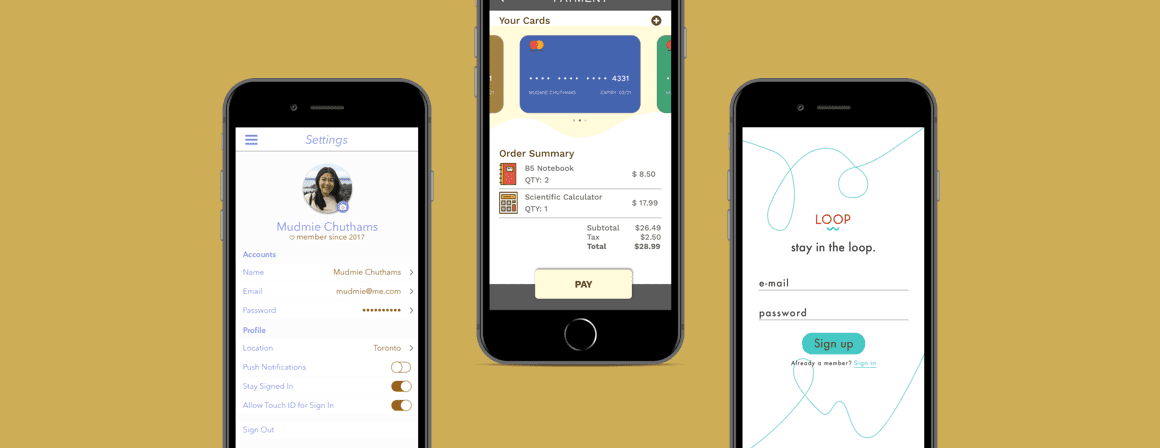 Settings
Mudmie Chuthams
member since 2017
Accounts
Name Mudmie Chuthams
Email mudmie@me.com
Password ••••••••••
Profile
Location Toronto
Push Notifications
Stay Signed In
Allow Touch ID for Sign In
Sign Out
PAYMENT
Your Cards
•••• •••• •••• 4331
MUDMIE CHUTHAMS EXPIRY 02/21
Order Summary
B5 Notebook
QTY: 2
$ 8.50
Scientific Calculator
QTY: 1
$ 17.99
Subtotal $26.49
Tax $2.50
Total $28.99
PAY
LOOP
stay in the loop.
e-mail
password
Sign up
Already a member? Sign in